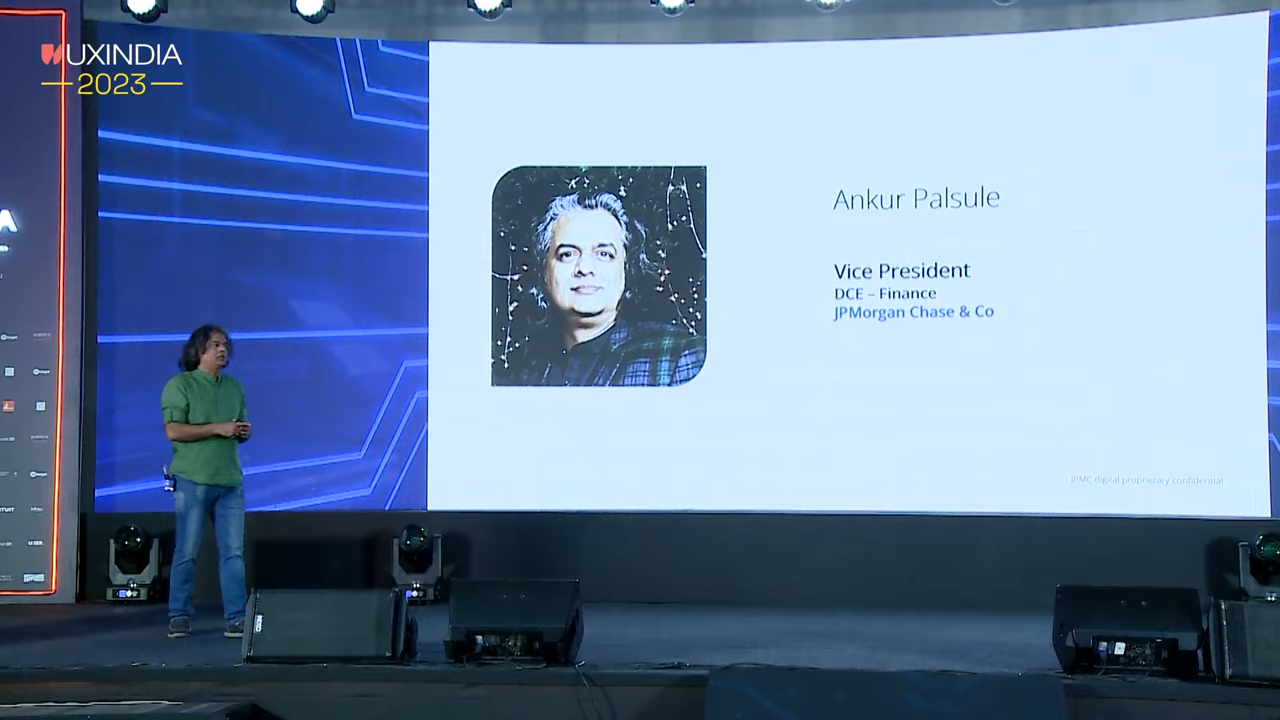 UXINDIA
2023
Ankur Palsule
Vice President
DCE – Finance
JPMorgan Chase & Co
JPMC digital proprietary confidential
A